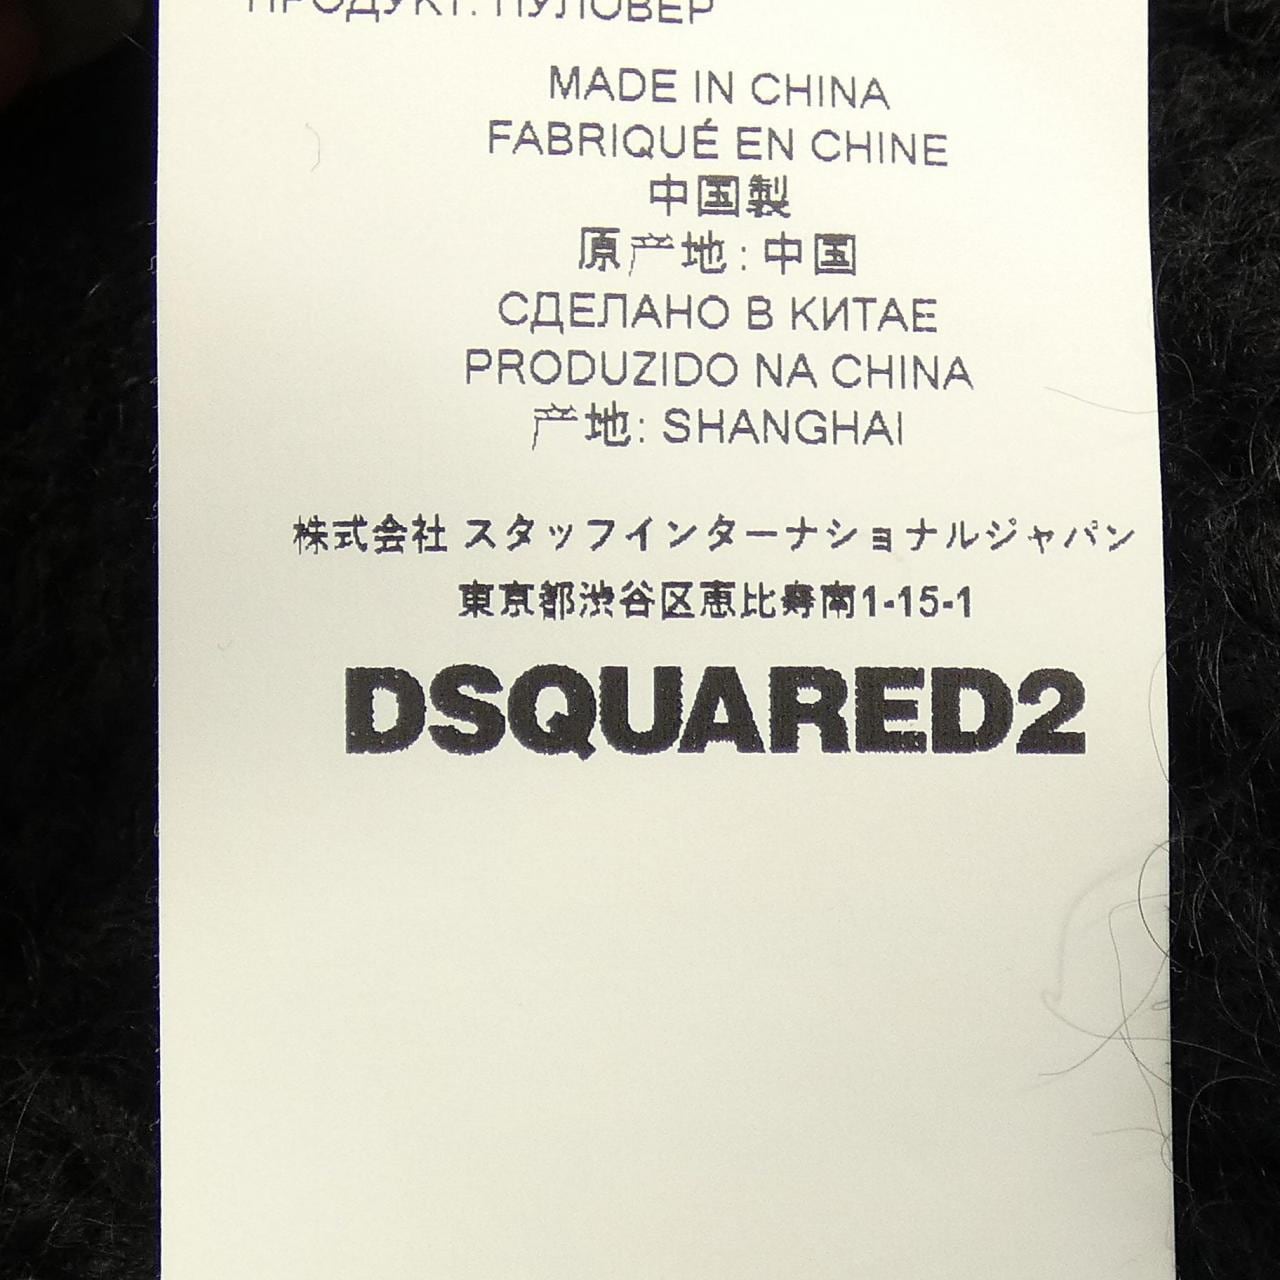 ПРОДУКТ: ПУЛОВЕР
MADE IN CHINA
FABRIQUÉ EN CHINE
中国製
原产地: 中国
СДЕЛАНО В КИТАЕ
PRODUZIDO NA CHINA
产地: SHANGHAI
株式会社 スタッフインターナショナルジャパン
東京都渋谷区恵比寿南1-15-1
DSQUARED2